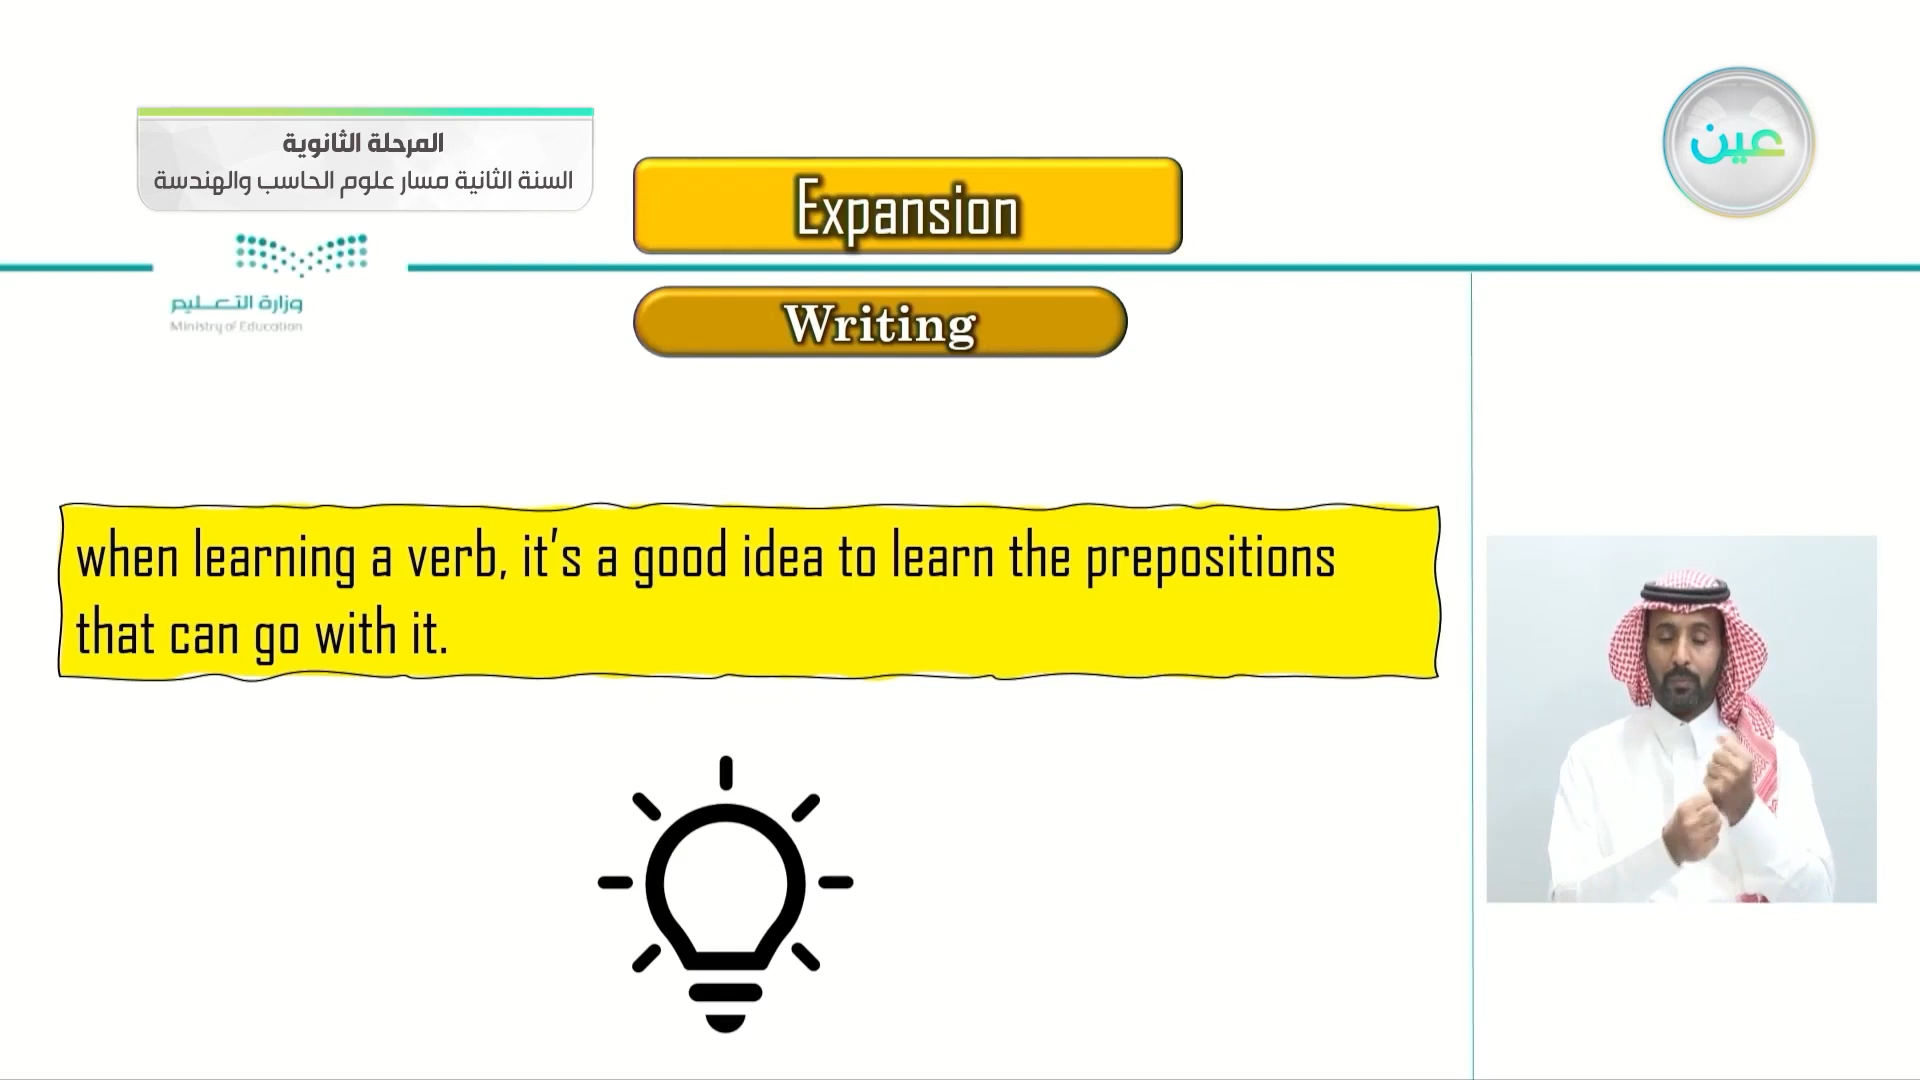 المرحلة الثانوية
السنة الثانية مسار علوم الحاسب والهندسة
عين
Expansion
وزارة التعليم
Ministry of Education
Writing
when learning a verb, it's a good idea to learn the prepositions
that can go with it.